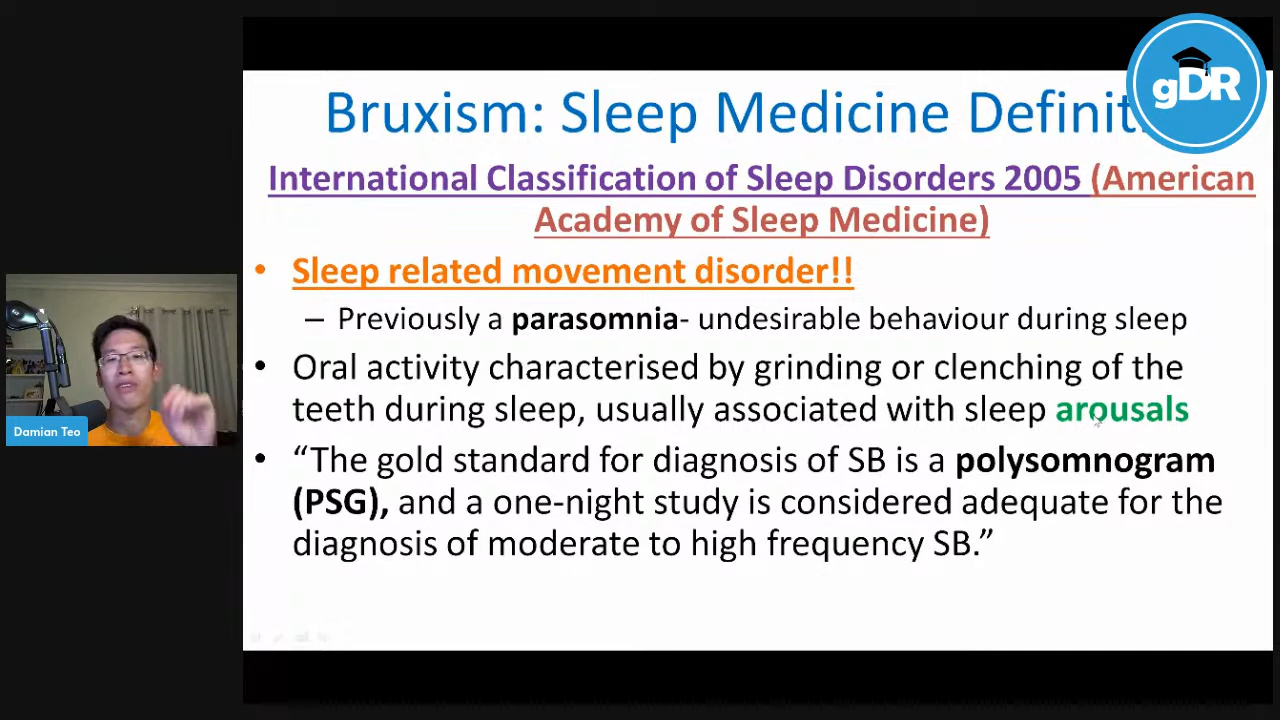 Bruxism: Sleep Medicine Definit
gDR
International Classification of Sleep Disorders 2005 (American
Academy of Sleep Medicine)
• Sleep related movement disorder!!
– Previously a parasomnia- undesirable behaviour during sleep
• Oral activity characterised by grinding or clenching of the
teeth during sleep, usually associated with sleep arousals
• “The gold standard for diagnosis of SB is a polysomnogram
(PSG), and a one-night study is considered adequate for the
diagnosis of moderate to high frequency SB.”
Damian Teo